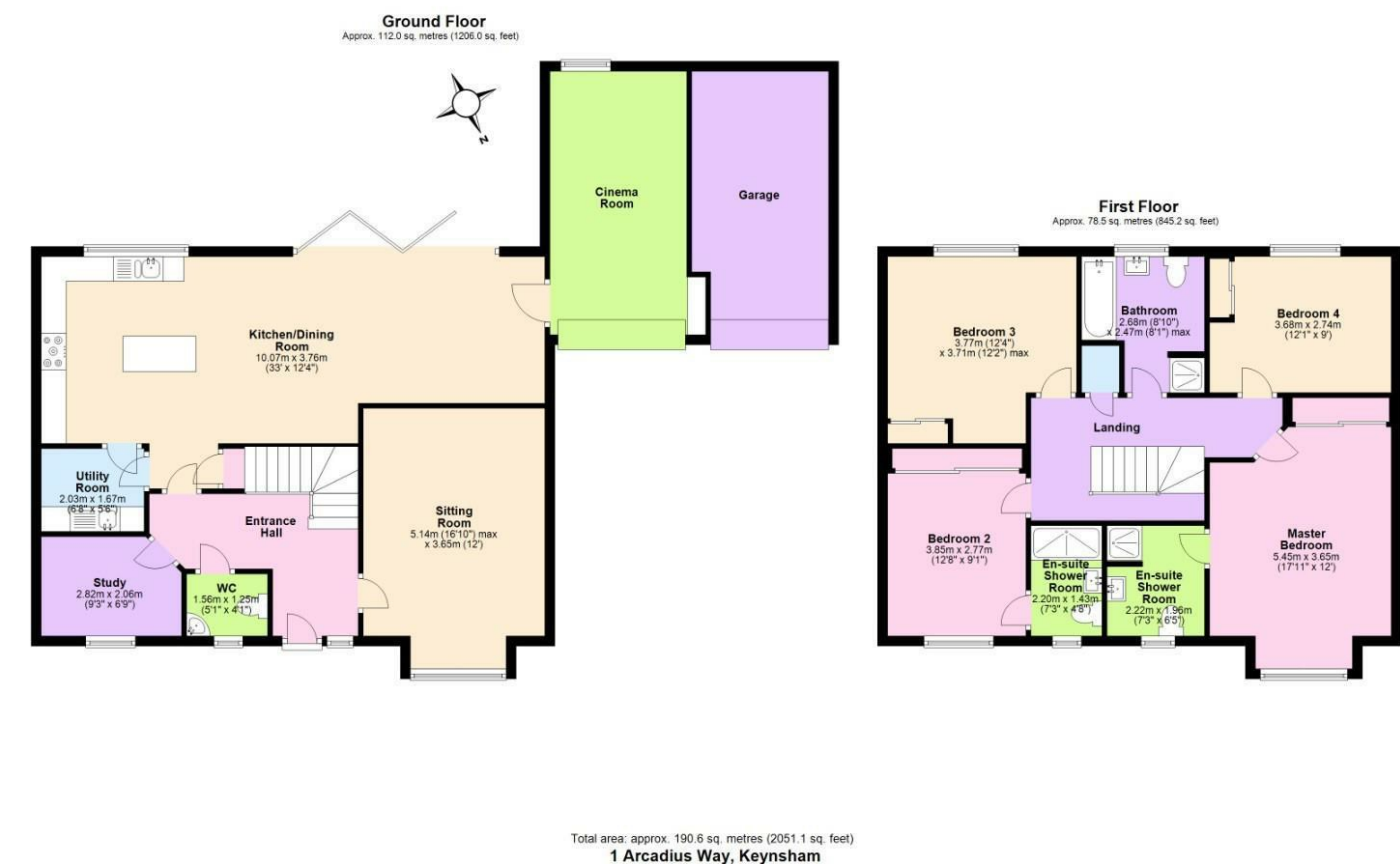 Ground Floor
Approx. 112.0 sq. metres (1206.0 sq. feet)
N
Cinema
Room
Garage
Kitchen/Dining
Room
10.07m x 3.76m
(33' x 12'4")
Utility
Room
2.03m x 1.67m
(6'8" x 5'6")
Entrance
Hall
Sitting
Room
5.14m (16'10") max
x 3.65m (12')
Study
2.82m x 2.06m
(9'3" x 6'9")
WC
1.56m x 1.25m
(5'1" x 4'1")
First Floor
Approx. 78.5 sq. metres (845.2 sq. feet)
Bedroom 3
3.77m (12'4")
x 3.71m (12'2") max
Bathroom
2.68m (8'10")
x 2.47m (8'1") max
Bedroom 4
3.68m x 2.74m
(12'1" x 9')
Landing
Bedroom 2
3.85m x 2.77m
(12'8" x 9'1")
En-suite
Shower
Room
2.20m x 1.43m
(7'3" x 4'8")
En-suite
Shower
Room
2.22m x 1.96m
(7'3" x 6'5")
Master
Bedroom
5.45m x 3.65m
(17'11" x 12')
Total area: approx. 190.6 sq. metres (2051.1 sq. feet)
1 Arcadius Way, Keynsham